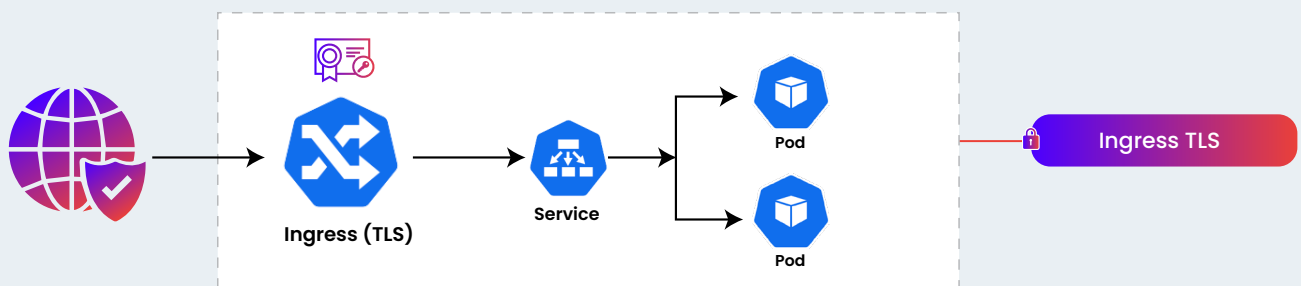 Ingress (TLS)
Service
Pod
Pod
Ingress TLS